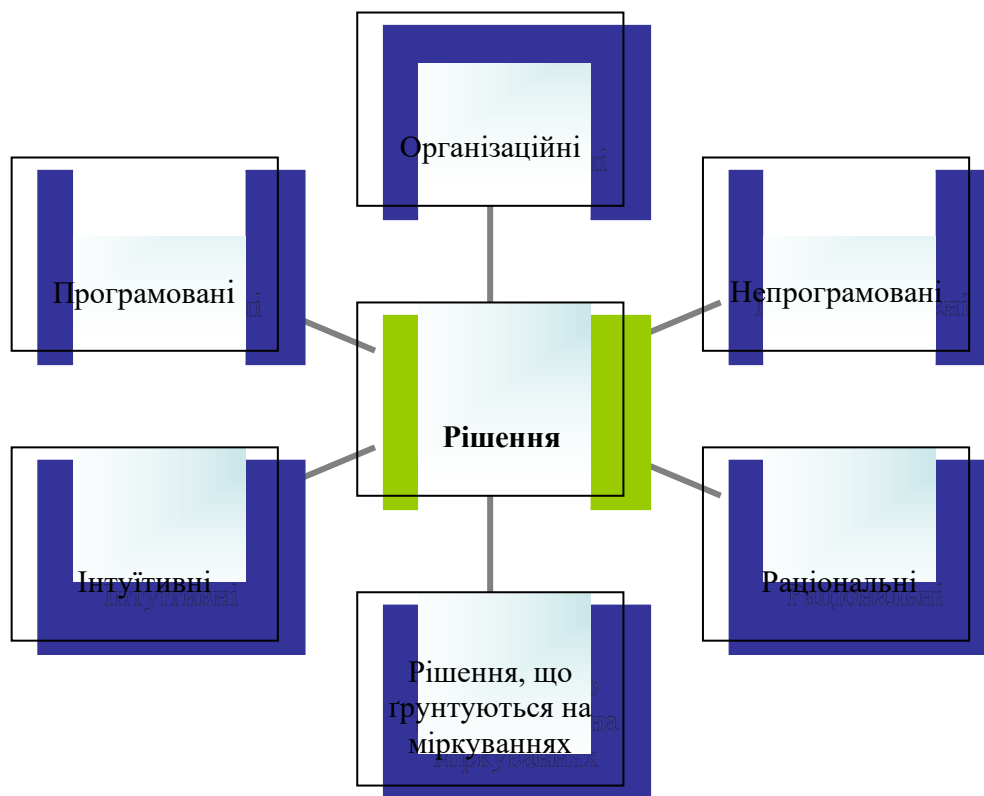 Організаційні
Програмовані
Непрограмовані
Рішення
Інтуїтивні
Раціональні
Рішення, що
ґрунтуються на
міркуваннях